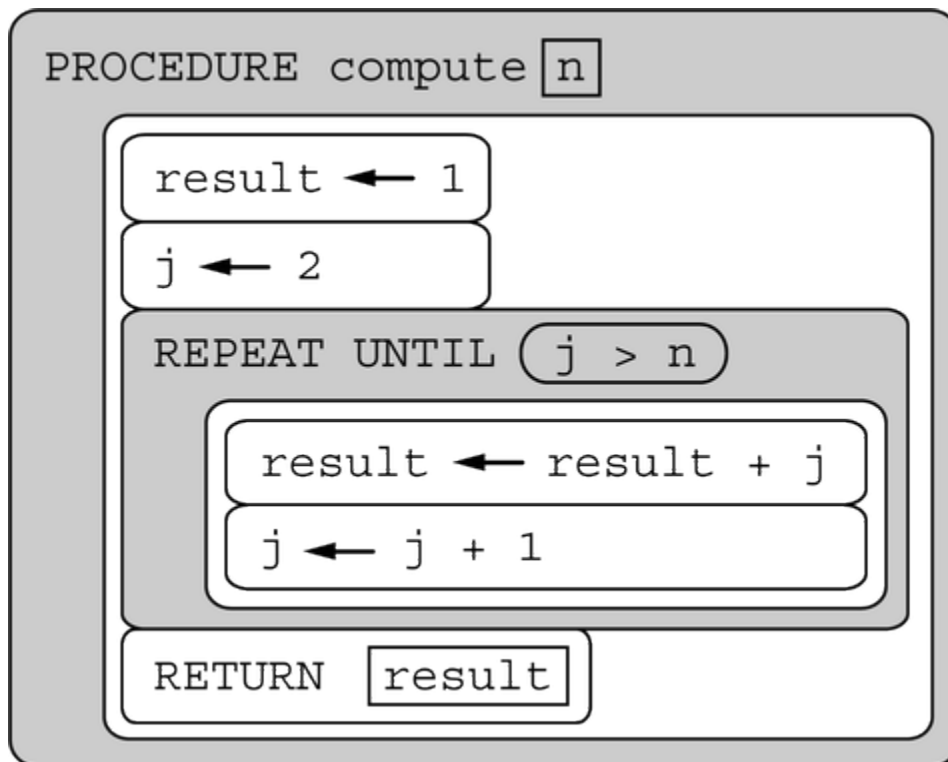 PROCEDURE compute n
result ← 1
j ← 2
REPEAT UNTIL j > n
result ← result + j
j ← j + 1
RETURN result